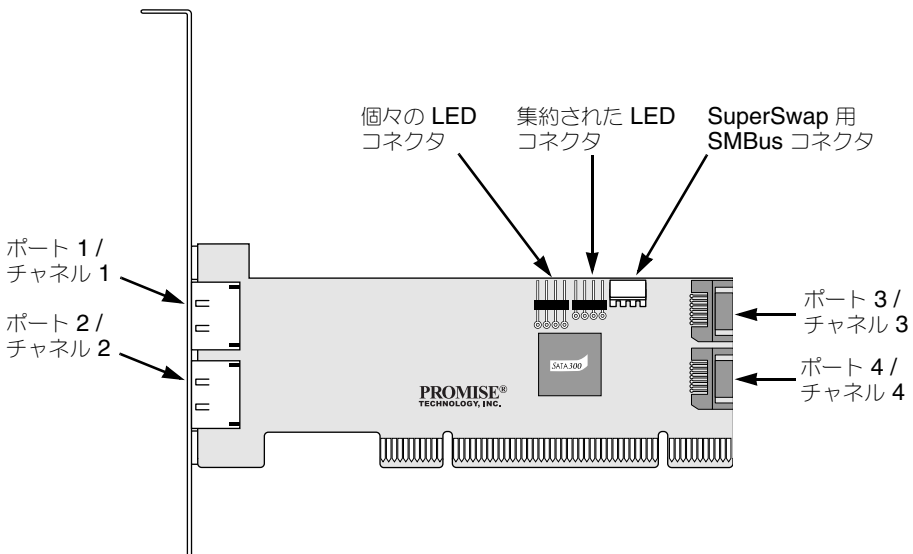 個々の LED
コネクタ
集約された LED
コネクタ
SuperSwap 用
SMBus コネクタ
ポート 1 /
チャネル 1
ポート 2 /
チャネル 2
ポート 3 /
チャネル 3
ポート 4 /
チャネル 4
SATA300
PROMISE®
TECHNOLOGY, INC.